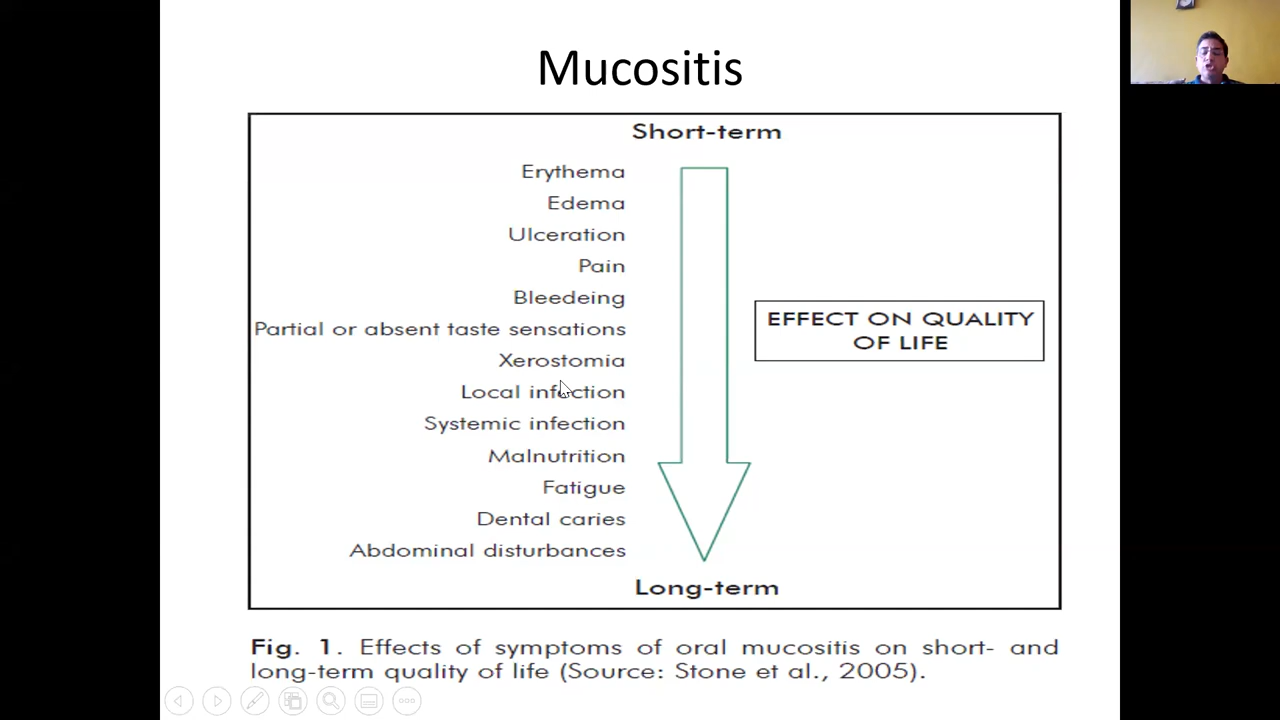 Mucositis
Short-term
Erythema
Edema
Ulceration
Pain
Bleedeing
Partial or absent taste sensations
Xerostomia
Local infection
Systemic infection
Malnutrition
Fatigue
Dental caries
Abdominal disturbances
EFFECT ON QUALITY
OF LIFE
Long-term
Fig. 1. Effects of symptoms of oral mucositis on short- and
long-term quality of life (Source: Stone et al., 2005).